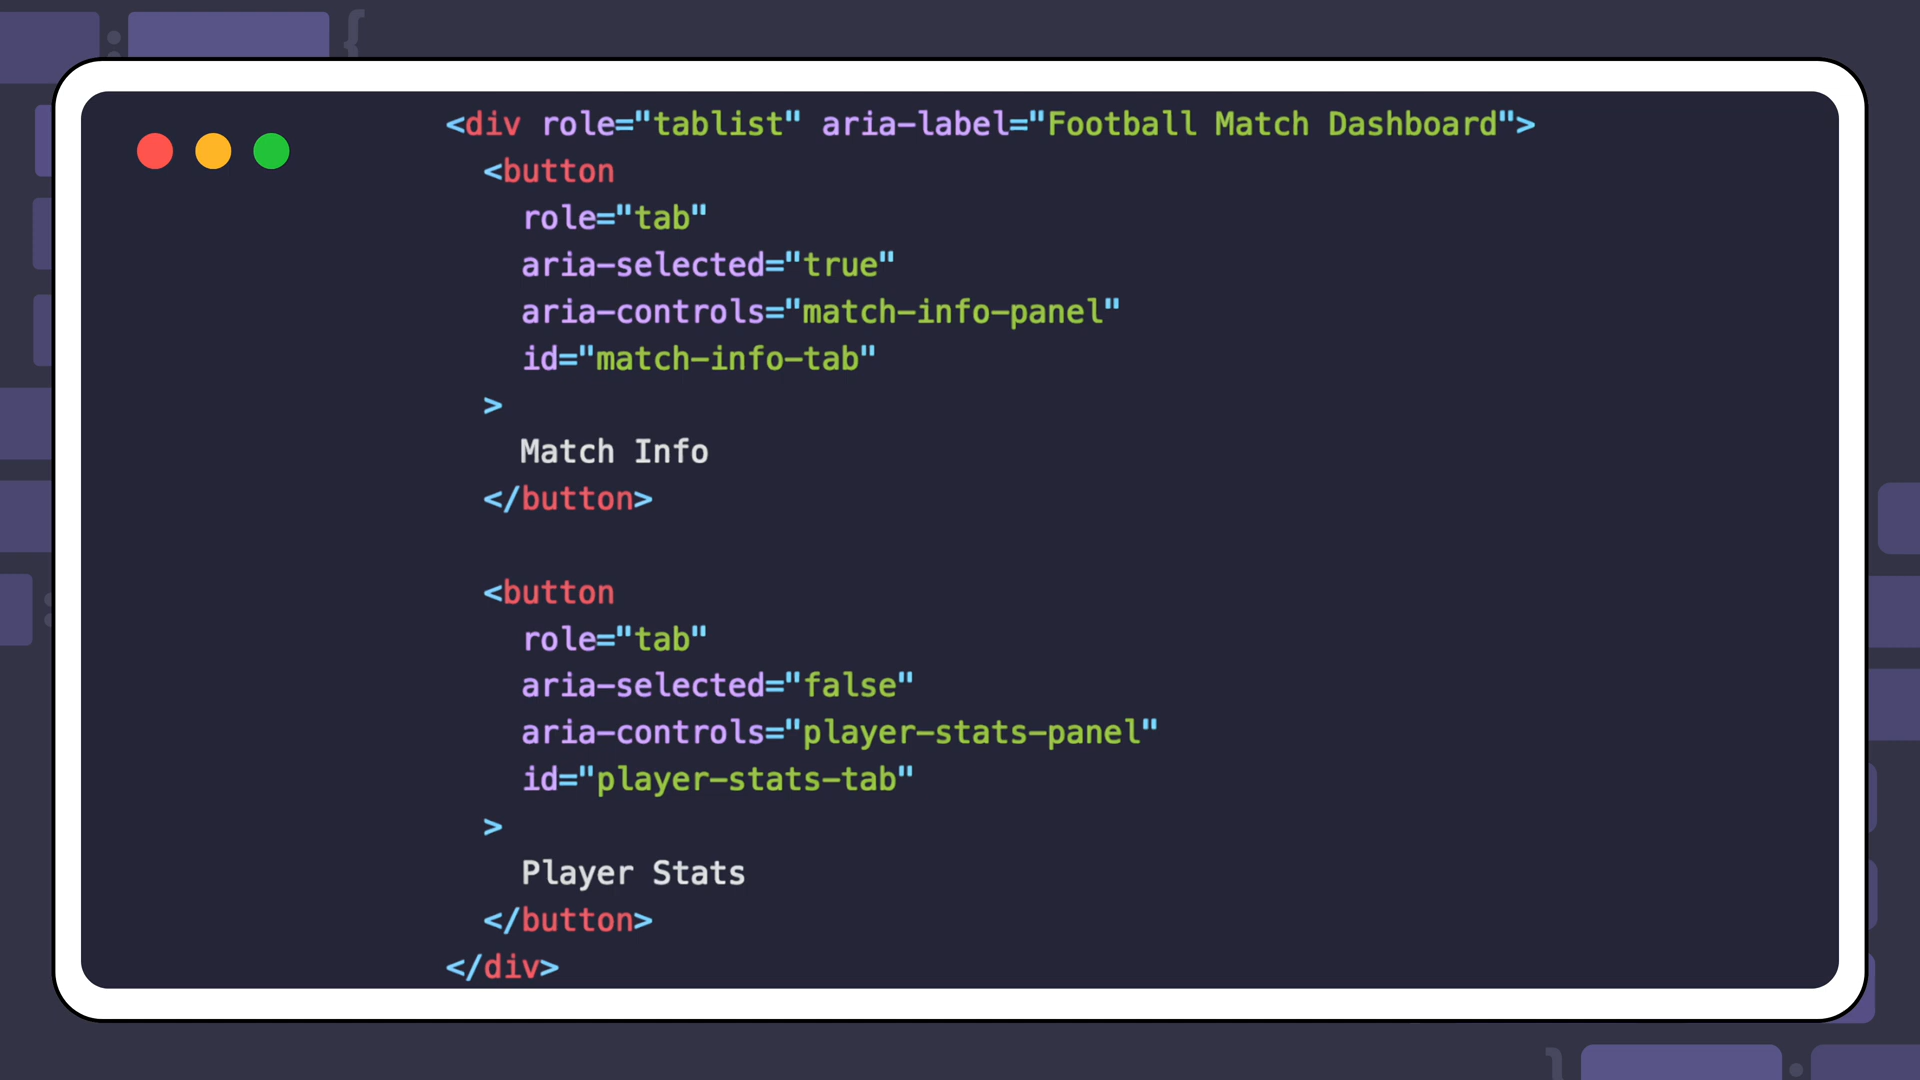 <div role="tablist" aria-label="Football Match Dashboard">
<button
role="tab"
aria-selected="true"
aria-controls="match-info-panel"
id="match-info-tab"
>
Match Info
</button>
<button
role="tab"
aria-selected="false"
aria-controls="player-stats-panel"
id="player-stats-tab"
>
Player Stats
</button>
</div>